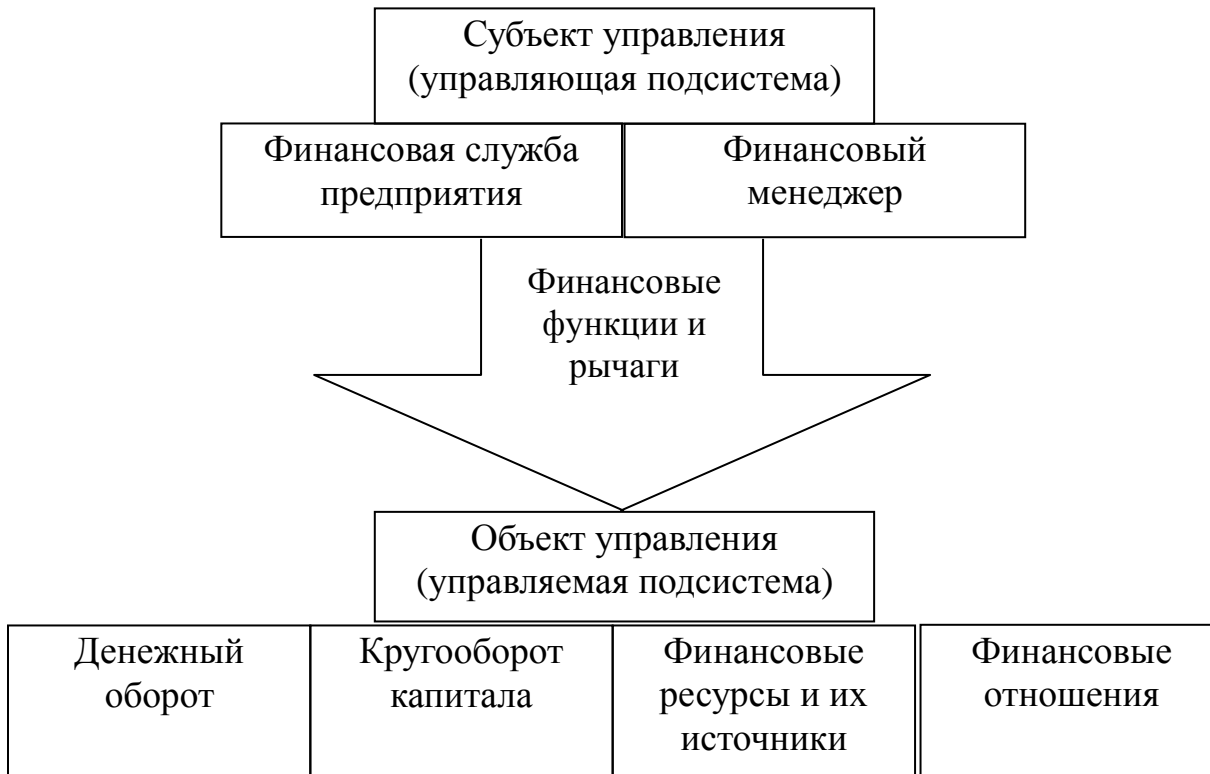 Субъект управления
(управляющая подсистема)
Финансовая служба
предприятия
Финансовый
менеджер
Финансовые
функции и
рычаги
Объект управления
(управляемая подсистема)
Денежный
оборот
Кругооборот
капитала
Финансовые
ресурсы и их
источники
Финансовые
отношения